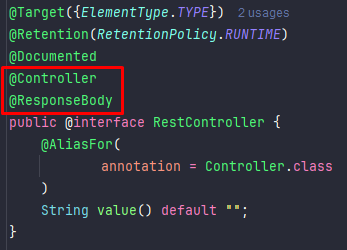 @Target({ElementType.TYPE}) 2 usages
@Retention(RetentionPolicy.RUNTIME)
@Documented
@Controller
@ResponseBody
public @interface RestController {
@AliasFor(
annotation = Controller.class
)
String value() default "";
}